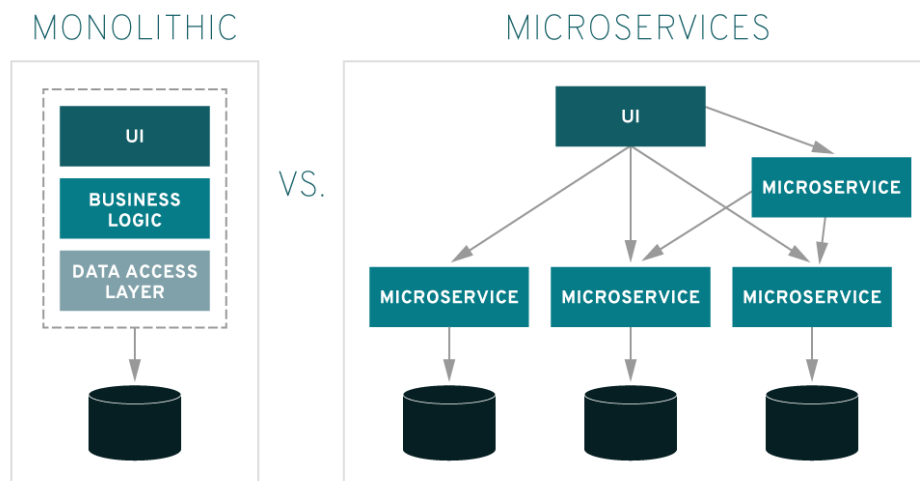 MONOLITHIC
UI
BUSINESS
LOGIC
DATA ACCESS
LAYER
VS.
MICROSERVICES
UI
MICROSERVICE
MICROSERVICE
MICROSERVICE
MICROSERVICE